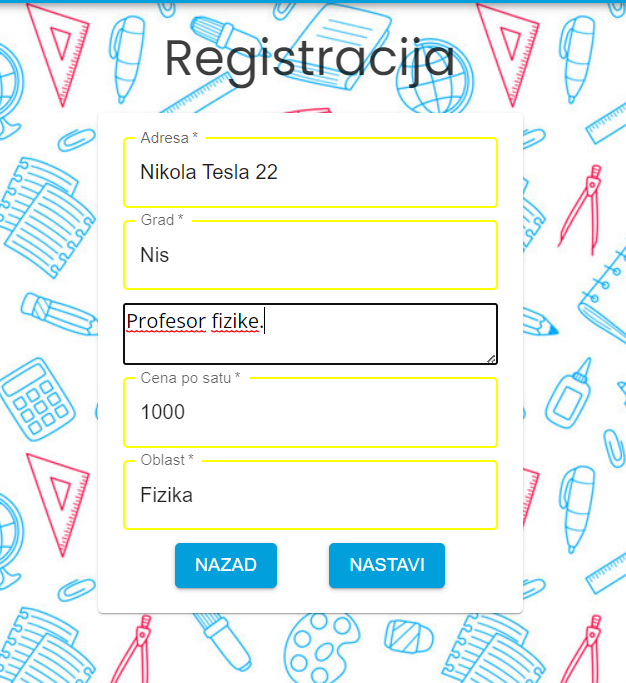 Registracija
Adresa *
Nikola Tesla 22
Grad *
Nis
Profesor fizike.
Cena po satu *
1000
Oblast *
Fizika
NAZAD NASTAVI